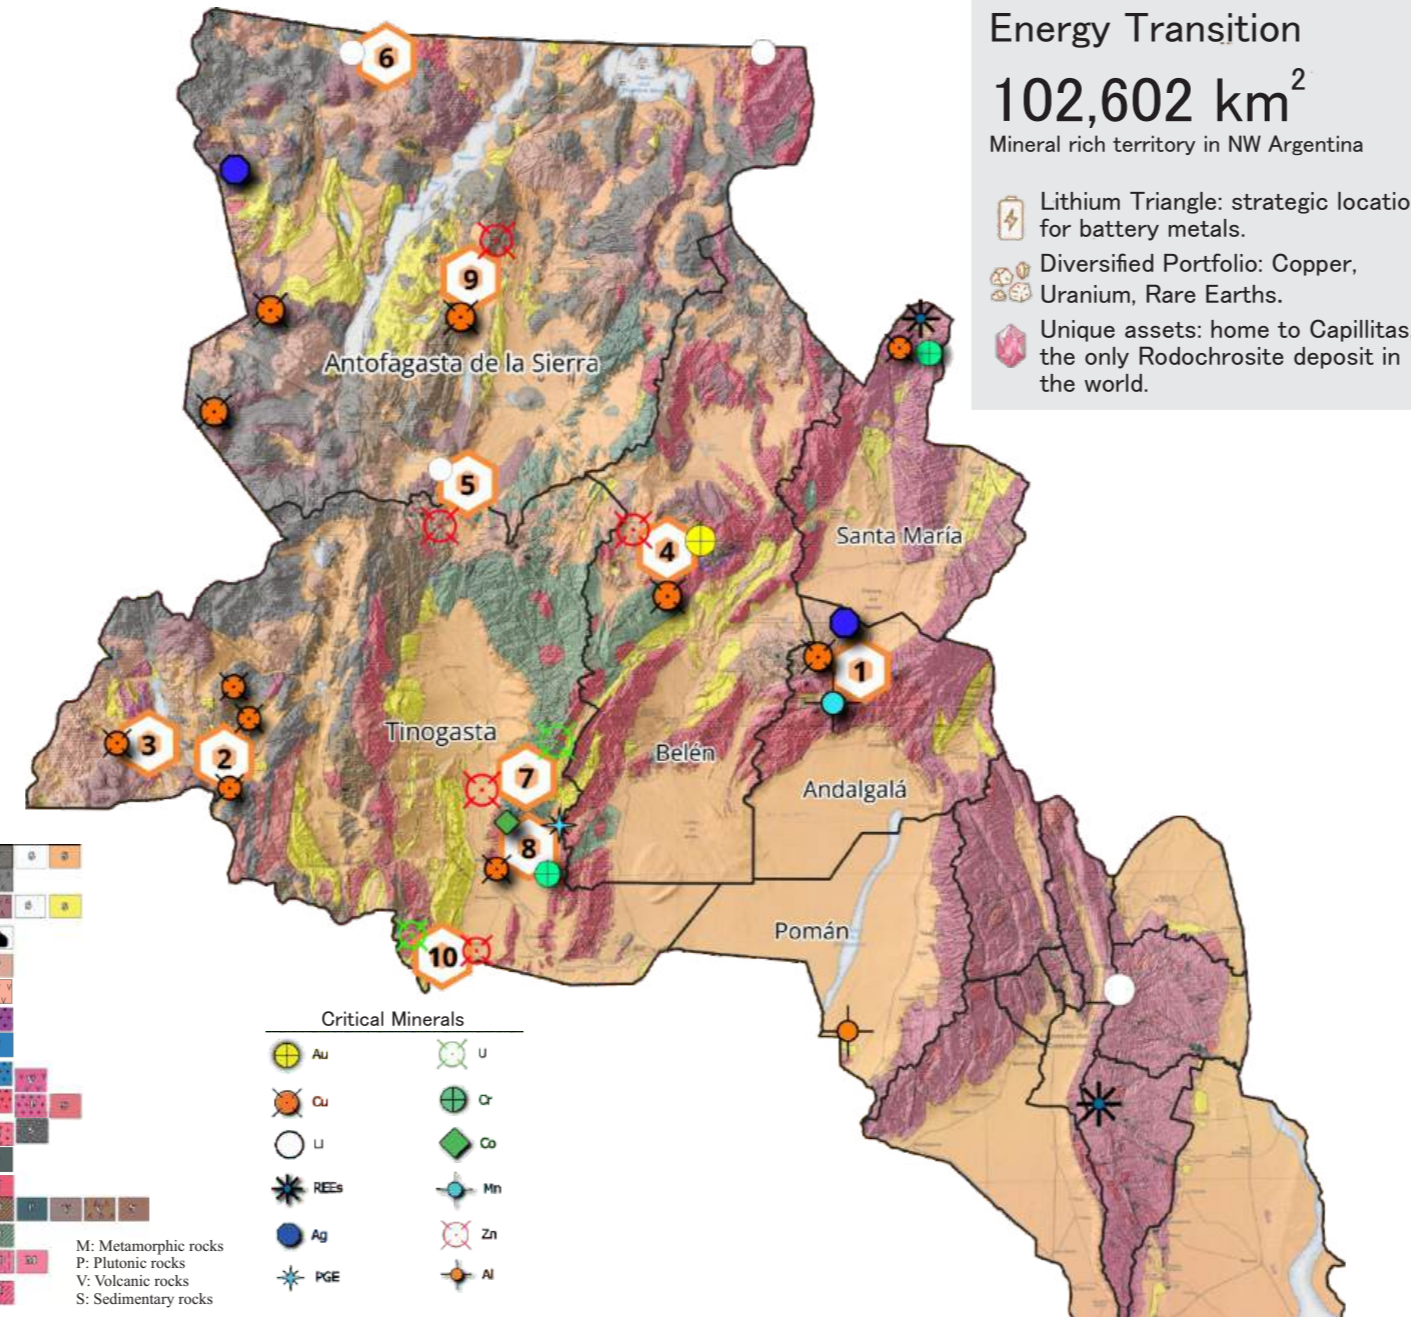 Energy Transition
102,602 km²
Mineral rich territory in NW Argentina
Lithium Triangle: strategic locatio
for battery metals.
Diversified Portfolio: Copper,
Uranium, Rare Earths.
Unique assets: home to Capillitas
the only Rodochrosite deposit in
the world.
6
9
Antofagasta de la Sierra
5
4
Santa María
1
3
2
Tinogasta
Belén
7
Andalgalá
8
Pomán
10
Critical Minerals
Au
U
Cu
Cr
Li
Co
REEs
Mn
Ag
Zn
PGE
Al
M: Metamorphic rocks
P: Plutonic rocks
V: Volcanic rocks
S: Sedimentary rocks